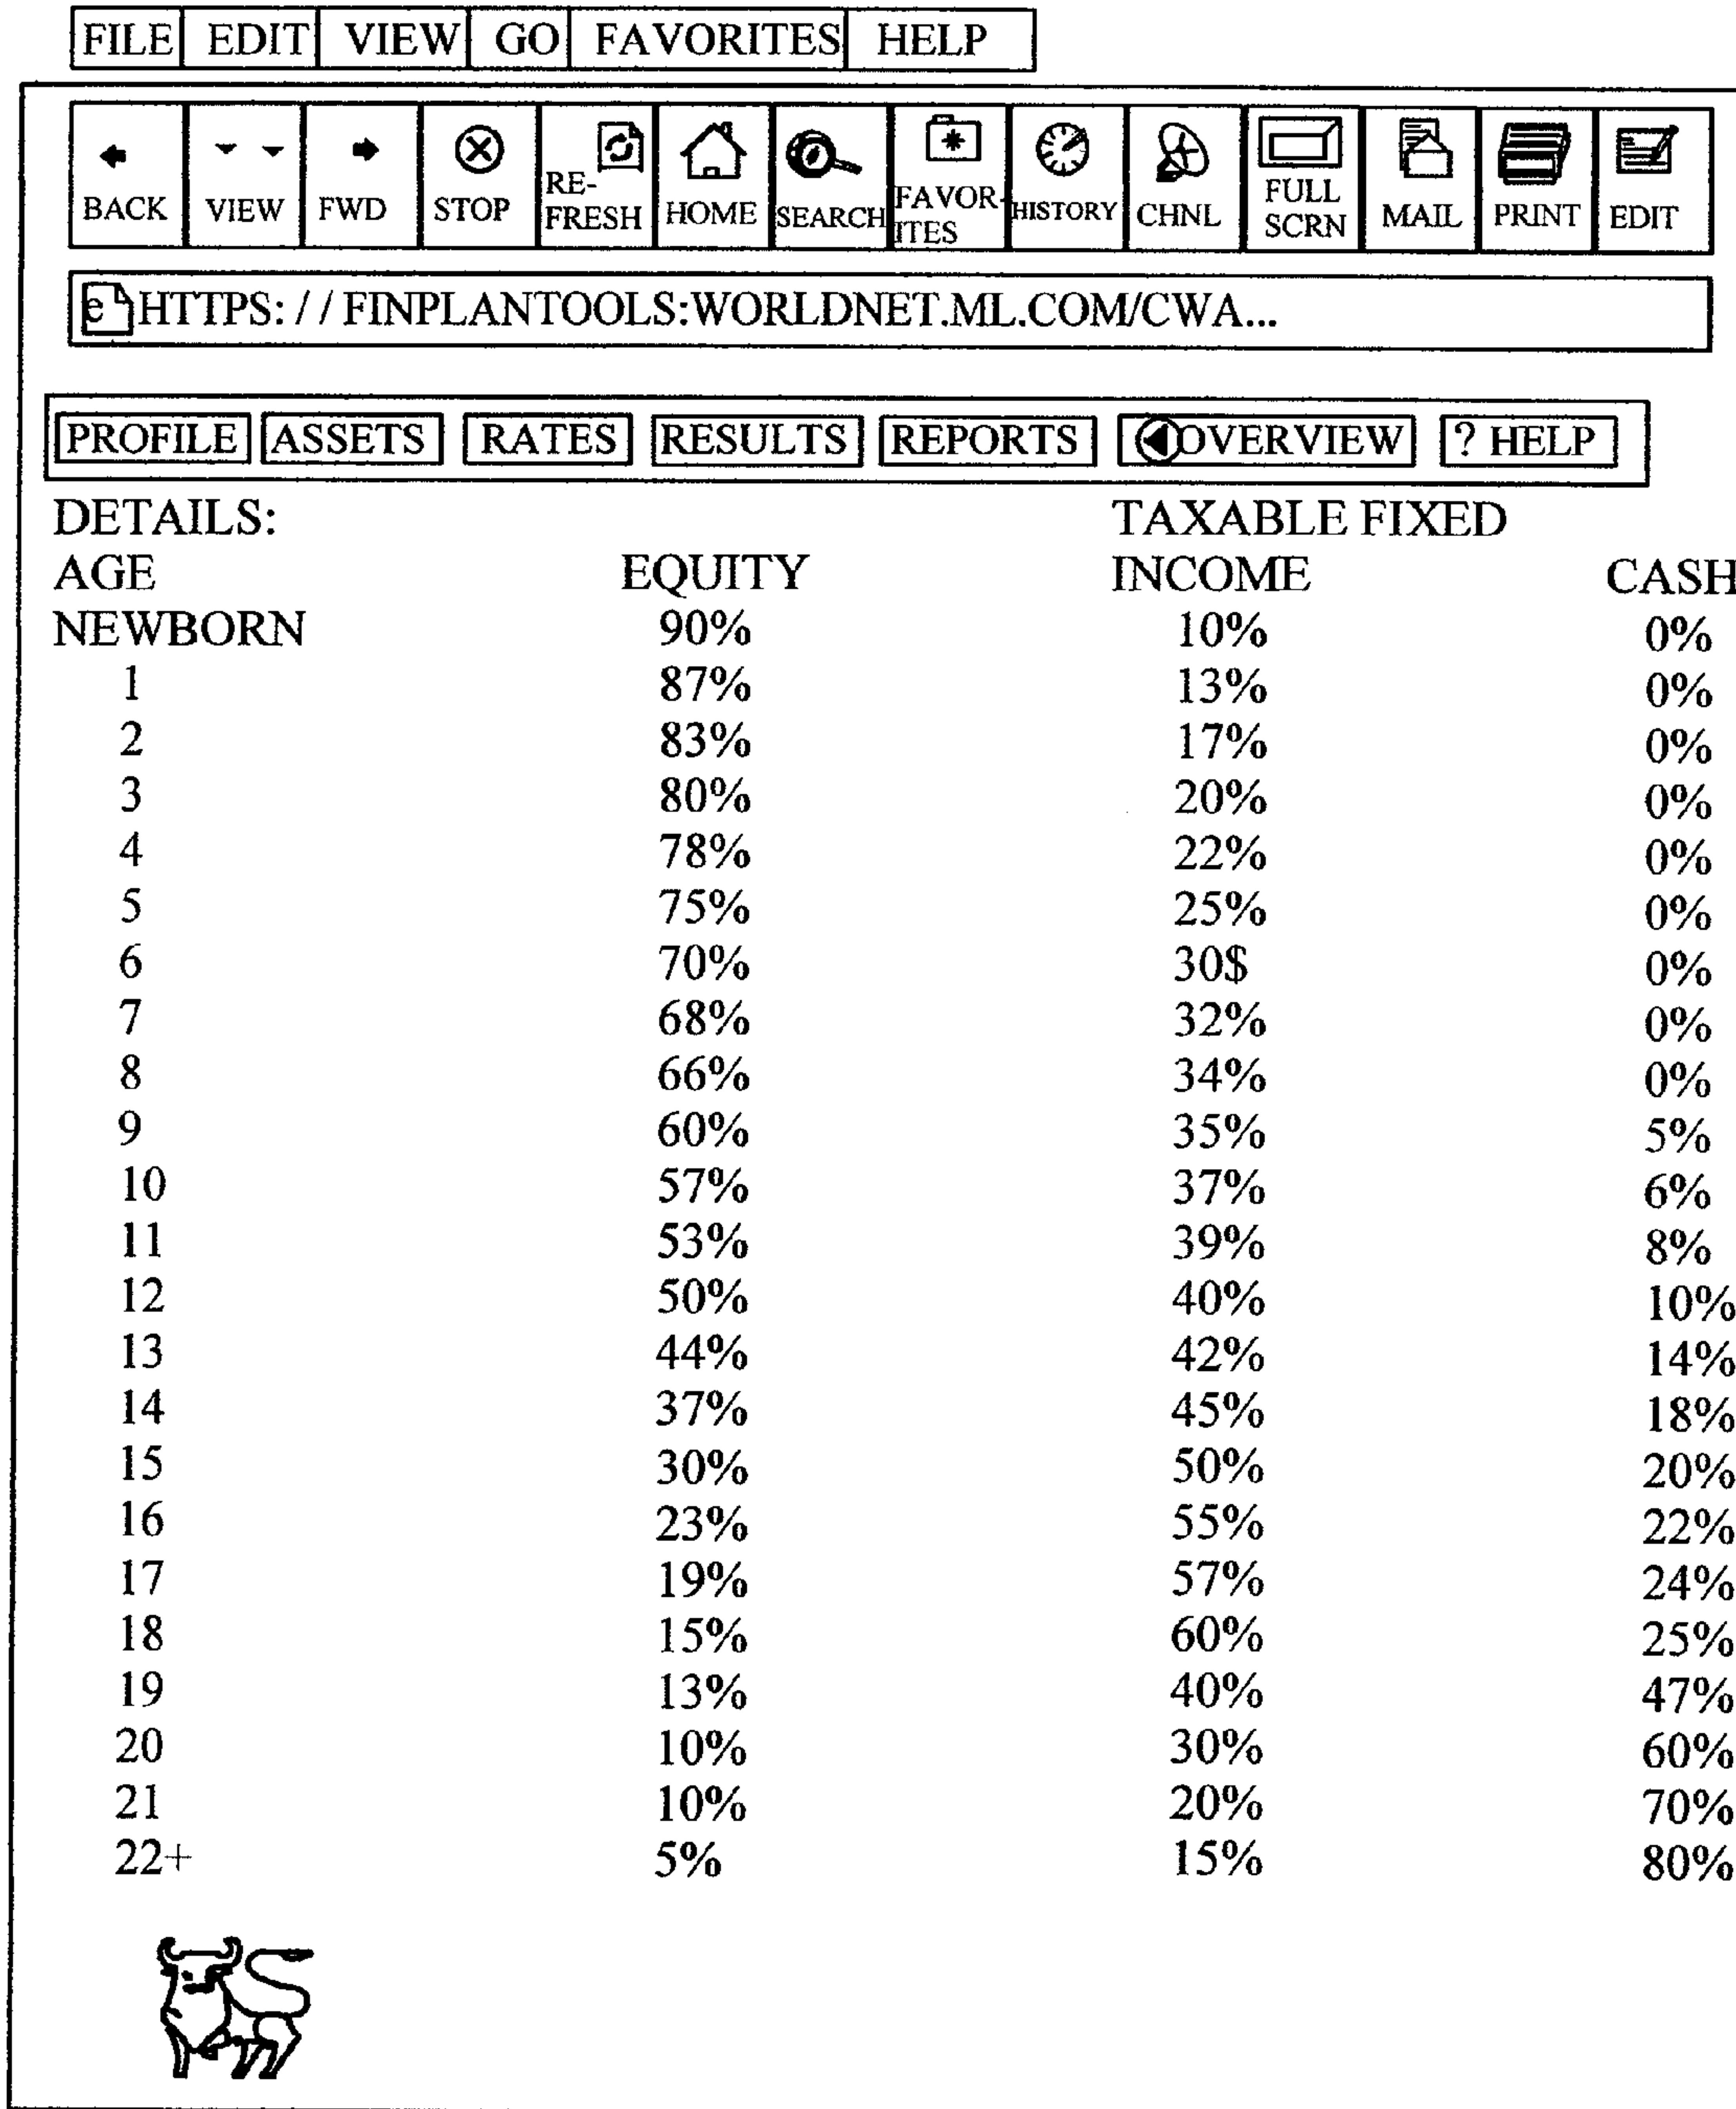 FILE EDIT VIEW GO FAVORITES HELP
BACK VIEW FWD STOP RE-FRESH HOME SEARCH FAVOR-ITES HISTORY CHNL FULL SCRN MAIL PRINT EDIT
HTTPS: / / FINPLANTOOLS:WORLDNET.ML.COM/CWA...
PROFILE ASSETS RATES RESULTS REPORTS OVERVIEW ? HELP
DETAILS: TAXABLE FIXED
AGE EQUITY INCOME CASH
NEWBORN 90% 10% 0%
1 87% 13% 0%
2 83% 17% 0%
3 80% 20% 0%
4 78% 22% 0%
5 75% 25% 0%
6 70% 30$ 0%
7 68% 32% 0%
8 66% 34% 0%
9 60% 35% 5%
10 57% 37% 6%
11 53% 39% 8%
12 50% 40% 10%
13 44% 42% 14%
14 37% 45% 18%
15 30% 50% 20%
16 23% 55% 22%
17 19% 57% 24%
18 15% 60% 25%
19 13% 40% 47%
20 10% 30% 60%
21 10% 20% 70%
22+ 5% 15% 80%